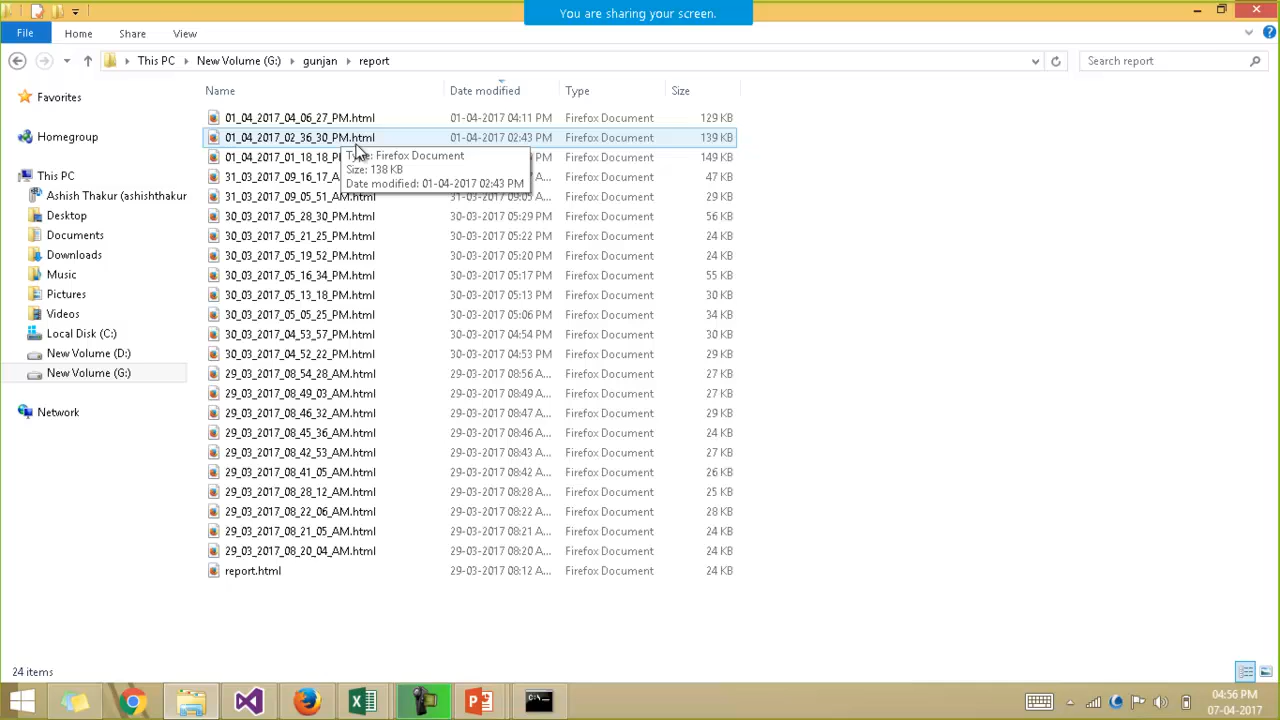 You are sharing your screen.
File Home Share View
This PC New Volume (G:) gunjan report Search report
Name Date modified Type Size
Favorites
Homegroup
This PC
Ashish Thakur (ashishthakur
Desktop
Documents
Downloads
Music
Pictures
Videos
Local Disk (C:)
New Volume (D:)
New Volume (G:)
Network
01_04_2017_04_06_27_PM.html 01-04-2017 04:11 PM Firefox Document 129 KB
01_04_2017_02_36_30_PM.html 01-04-2017 02:43 PM Firefox Document 139 KB
01_04_2017_01_18_18_P Firefox Document 149 KB
Type: Firefox Document
Size: 138 KB
Date modified: 01-04-2017 02:43 PM
31_03_2017_09_16_17_A Firefox Document 47 KB
31_03_2017_09_05_51_AM.html 31-03-2017 09:05 A... Firefox Document 29 KB
30_03_2017_05_28_30_PM.html 30-03-2017 05:29 PM Firefox Document 56 KB
30_03_2017_05_21_25_PM.html 30-03-2017 05:22 PM Firefox Document 24 KB
30_03_2017_05_19_52_PM.html 30-03-2017 05:20 PM Firefox Document 24 KB
30_03_2017_05_16_34_PM.html 30-03-2017 05:17 PM Firefox Document 55 KB
30_03_2017_05_13_18_PM.html 30-03-2017 05:13 PM Firefox Document 30 KB
30_03_2017_05_05_25_PM.html 30-03-2017 05:06 PM Firefox Document 34 KB
30_03_2017_04_53_57_PM.html 30-03-2017 04:54 PM Firefox Document 30 KB
30_03_2017_04_52_22_PM.html 30-03-2017 04:53 PM Firefox Document 29 KB
29_03_2017_08_54_28_AM.html 29-03-2017 08:56 A... Firefox Document 27 KB
29_03_2017_08_49_03_AM.html 29-03-2017 08:49 A... Firefox Document 27 KB
29_03_2017_08_46_32_AM.html 29-03-2017 08:47 A... Firefox Document 29 KB
29_03_2017_08_45_36_AM.html 29-03-2017 08:46 A... Firefox Document 24 KB
29_03_2017_08_42_53_AM.html 29-03-2017 08:43 A... Firefox Document 27 KB
29_03_2017_08_41_05_AM.html 29-03-2017 08:42 A... Firefox Document 26 KB
29_03_2017_08_28_12_AM.html 29-03-2017 08:28 A... Firefox Document 25 KB
29_03_2017_08_22_06_AM.html 29-03-2017 08:22 A... Firefox Document 28 KB
29_03_2017_08_21_05_AM.html 29-03-2017 08:21 A... Firefox Document 24 KB
29_03_2017_08_20_04_AM.html 29-03-2017 08:20 A... Firefox Document 24 KB
report.html 29-03-2017 08:12 A... Firefox Document 24 KB
24 items
04:56 PM
07-04-2017